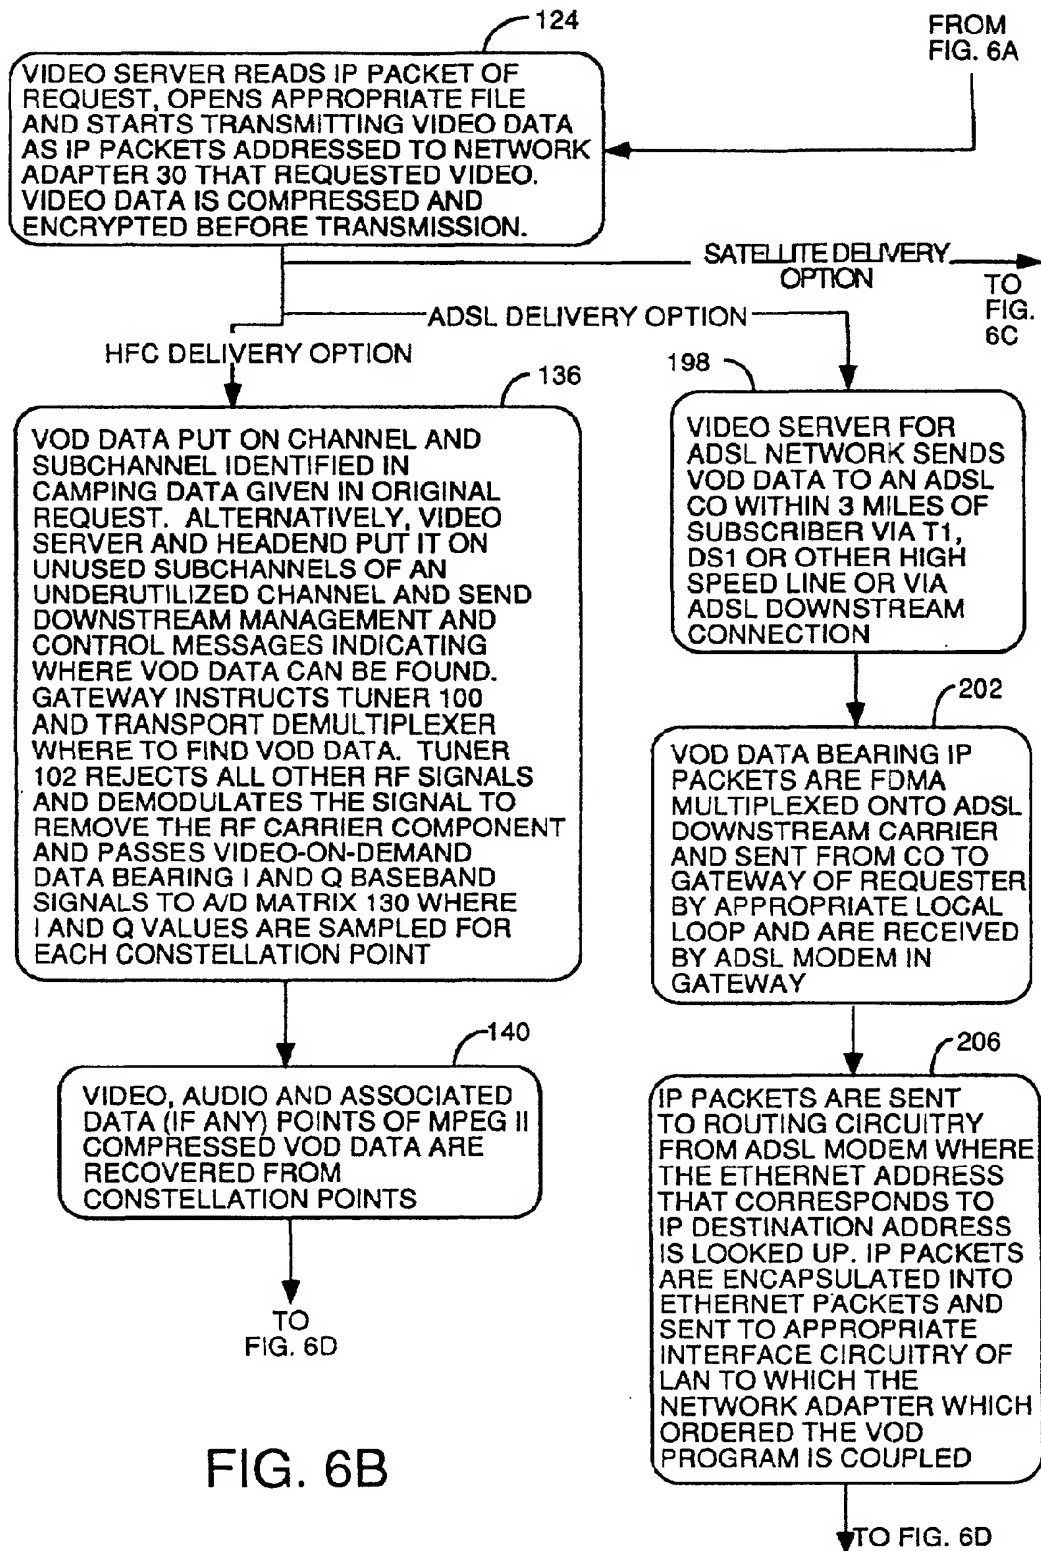 124
FROM
FIG. 6A
VIDEO SERVER READS IP PACKET OF
REQUEST, OPENS APPROPRIATE FILE
AND STARTS TRANSMITTING VIDEO DATA
AS IP PACKETS ADDRESSED TO NETWORK
ADAPTER 30 THAT REQUESTED VIDEO.
VIDEO DATA IS COMPRESSED AND
ENCRYPTED BEFORE TRANSMISSION.
SATELLITE DELIVERY
OPTION
TO
FIG.
6C
ADSL DELIVERY OPTION
HFC DELIVERY OPTION
136
VOD DATA PUT ON CHANNEL AND
SUBCHANNEL IDENTIFIED IN
CAMPING DATA GIVEN IN ORIGINAL
REQUEST. ALTERNATIVELY, VIDEO
SERVER AND HEADEND PUT IT ON
UNUSED SUBCHANNELS OF AN
UNDERUTILIZED CHANNEL AND SEND
DOWNSTREAM MANAGEMENT AND
CONTROL MESSAGES INDICATING
WHERE VOD DATA CAN BE FOUND.
GATEWAY INSTRUCTS TUNER 100
AND TRANSPORT DEMULTIPLEXER
WHERE TO FIND VOD DATA. TUNER
102 REJECTS ALL OTHER RF SIGNALS
AND DEMODULATES THE SIGNAL TO
REMOVE THE RF CARRIER COMPONENT
AND PASSES VIDEO-ON-DEMAND
DATA BEARING I AND Q BASEBAND
SIGNALS TO A/D MATRIX 130 WHERE
I AND Q VALUES ARE SAMPLED FOR
EACH CONSTELLATION POINT
140
VIDEO, AUDIO AND ASSOCIATED
DATA (IF ANY) POINTS OF MPEG II
COMPRESSED VOD DATA ARE
RECOVERED FROM
CONSTELLATION POINTS
TO
FIG. 6D
198
VIDEO SERVER FOR
ADSL NETWORK SENDS
VOD DATA TO AN ADSL
CO WITHIN 3 MILES OF
SUBSCRIBER VIA T1,
DS1 OR OTHER HIGH
SPEED LINE OR VIA
ADSL DOWNSTREAM
CONNECTION
202
VOD DATA BEARING IP
PACKETS ARE FDMA
MULTIPLEXED ONTO ADSL
DOWNSTREAM CARRIER
AND SENT FROM CO TO
GATEWAY OF REQUESTER
BY APPROPRIATE LOCAL
LOOP AND ARE RECEIVED
BY ADSL MODEM IN
GATEWAY
206
IP PACKETS ARE SENT
TO ROUTING CIRCUITRY
FROM ADSL MODEM WHERE
THE ETHERNET ADDRESS
THAT CORRESPONDS TO
IP DESTINATION ADDRESS
IS LOOKED UP. IP PACKETS
ARE ENCAPSULATED INTO
ETHERNET PACKETS AND
SENT TO APPROPRIATE
INTERFACE CIRCUITRY OF
LAN TO WHICH THE
NETWORK ADAPTER WHICH
ORDERED THE VOD
PROGRAM IS COUPLED
TO FIG. 6D
FIG. 6B